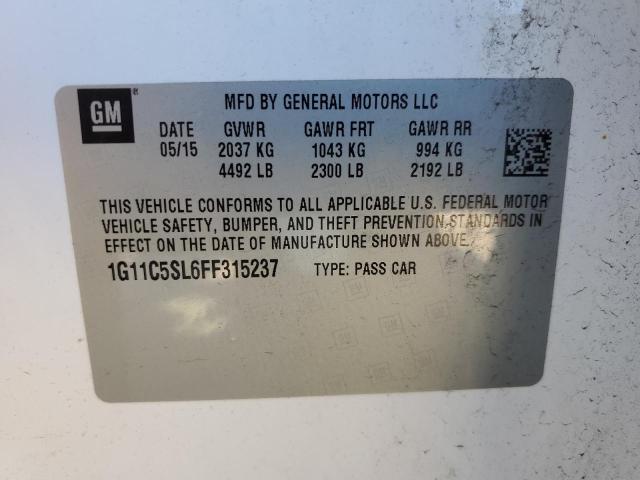 GM
MFD BY GENERAL MOTORS LLC
DATE GVWR GAWR FRT GAWR RR
05/15 2037 KG 1043 KG 994 KG
4492 LB 2300 LB 2192 LB
THIS VEHICLE CONFORMS TO ALL APPLICABLE U.S. FEDERAL MOTOR
VEHICLE SAFETY, BUMPER, AND THEFT PREVENTION STANDARDS IN
EFFECT ON THE DATE OF MANUFACTURE SHOWN ABOVE.
1G11C5SL6FF315237 TYPE: PASS CAR